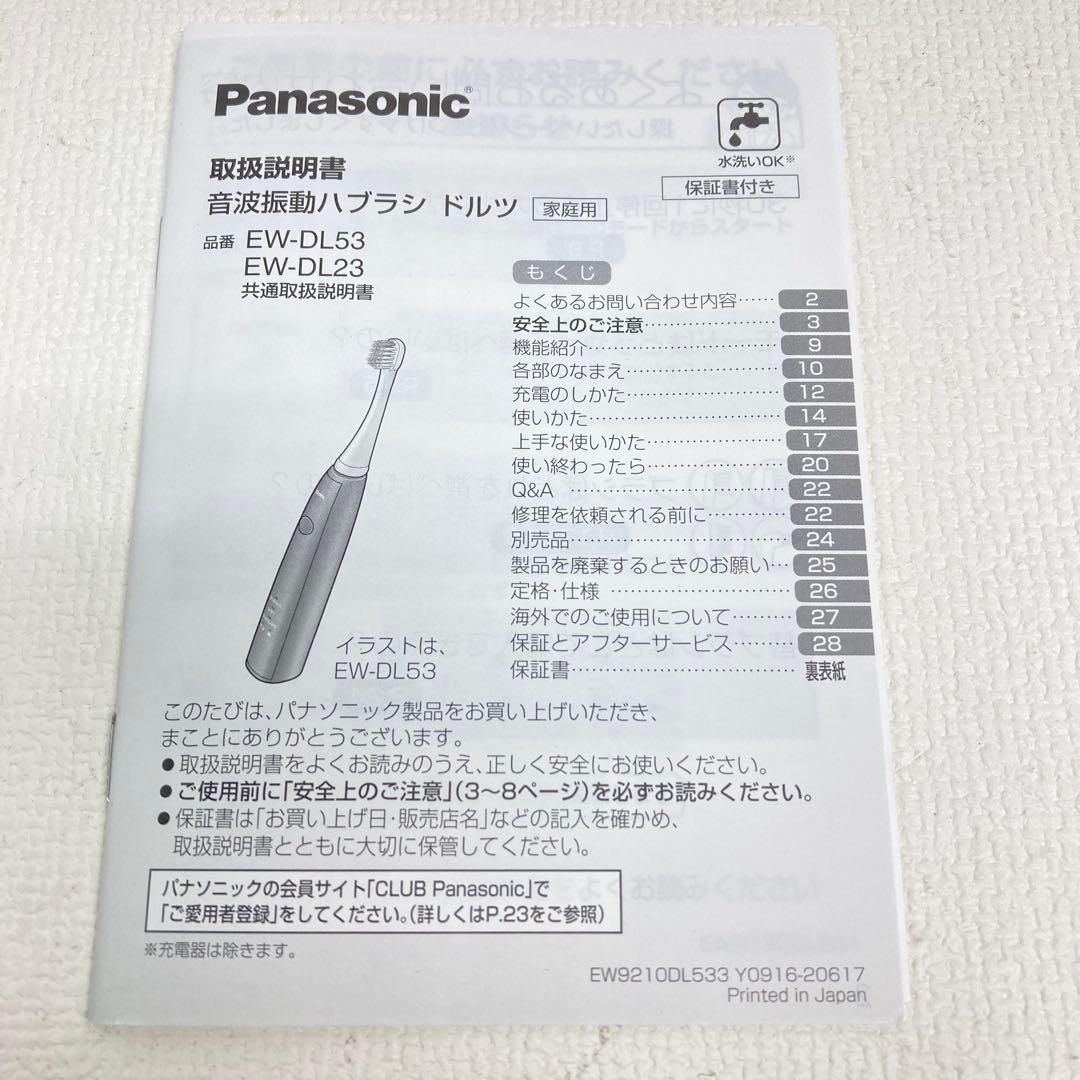 Panasonic®
水洗いOK※
取扱説明書
保証書付き
音波振動ハブラシ ドルツ 家庭用
品番 EW-DL53
EW-DL23
共通取扱説明書
もくじ
よくあるお問い合わせ内容…… 2
安全上のご注意………………… 3
機能紹介………………………… 9
各部のなまえ…………………… 10
充電のしかた…………………… 12
使いかた………………………… 14
上手な使いかた………………… 17
使い終わったら………………… 20
Q&A …………………………… 22
修理を依頼される前に………… 22
別売品…………………………… 24
製品を廃棄するときのお願い… 25
定格・仕様……………………… 26
海外でのご使用について……… 27
保証とアフターサービス……… 28
保証書………………………… 裏表紙
イラストは、
EW-DL53
このたびは、パナソニック製品をお買い上げいただき、
まことにありがとうございます。
●取扱説明書をよくお読みのうえ、正しく安全にお使いください。
●ご使用前に「安全上のご注意」(3～8ページ)を必ずお読みください。
●保証書は「お買い上げ日・販売店名」などの記入を確かめ、
取扱説明書とともに大切に保管してください。
パナソニックの会員サイト「CLUB Panasonic」で
「ご愛用者登録」をしてください。(詳しくはP.23をご参照)
※充電器は除きます。
EW9210DL533 Y0916-20617
Printed in Japan